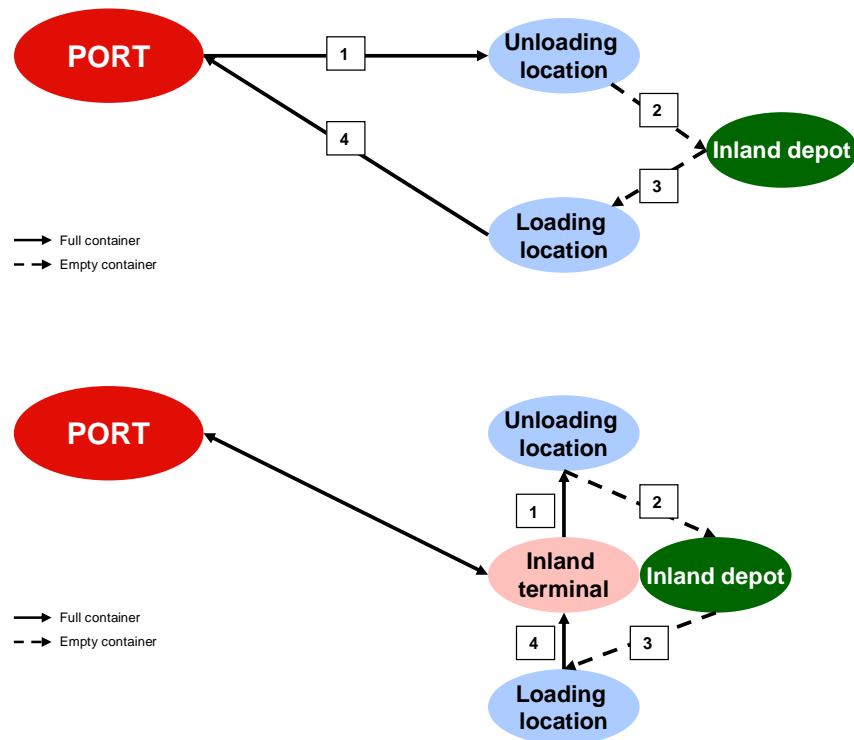 PORT
1
Unloading
location
2
4
Inland depot
3
Loading
location
Full container
Empty container
Unloading
location
PORT
1
2
Inland
terminal
Inland depot
Full container
Empty container
4
3
Loading
location